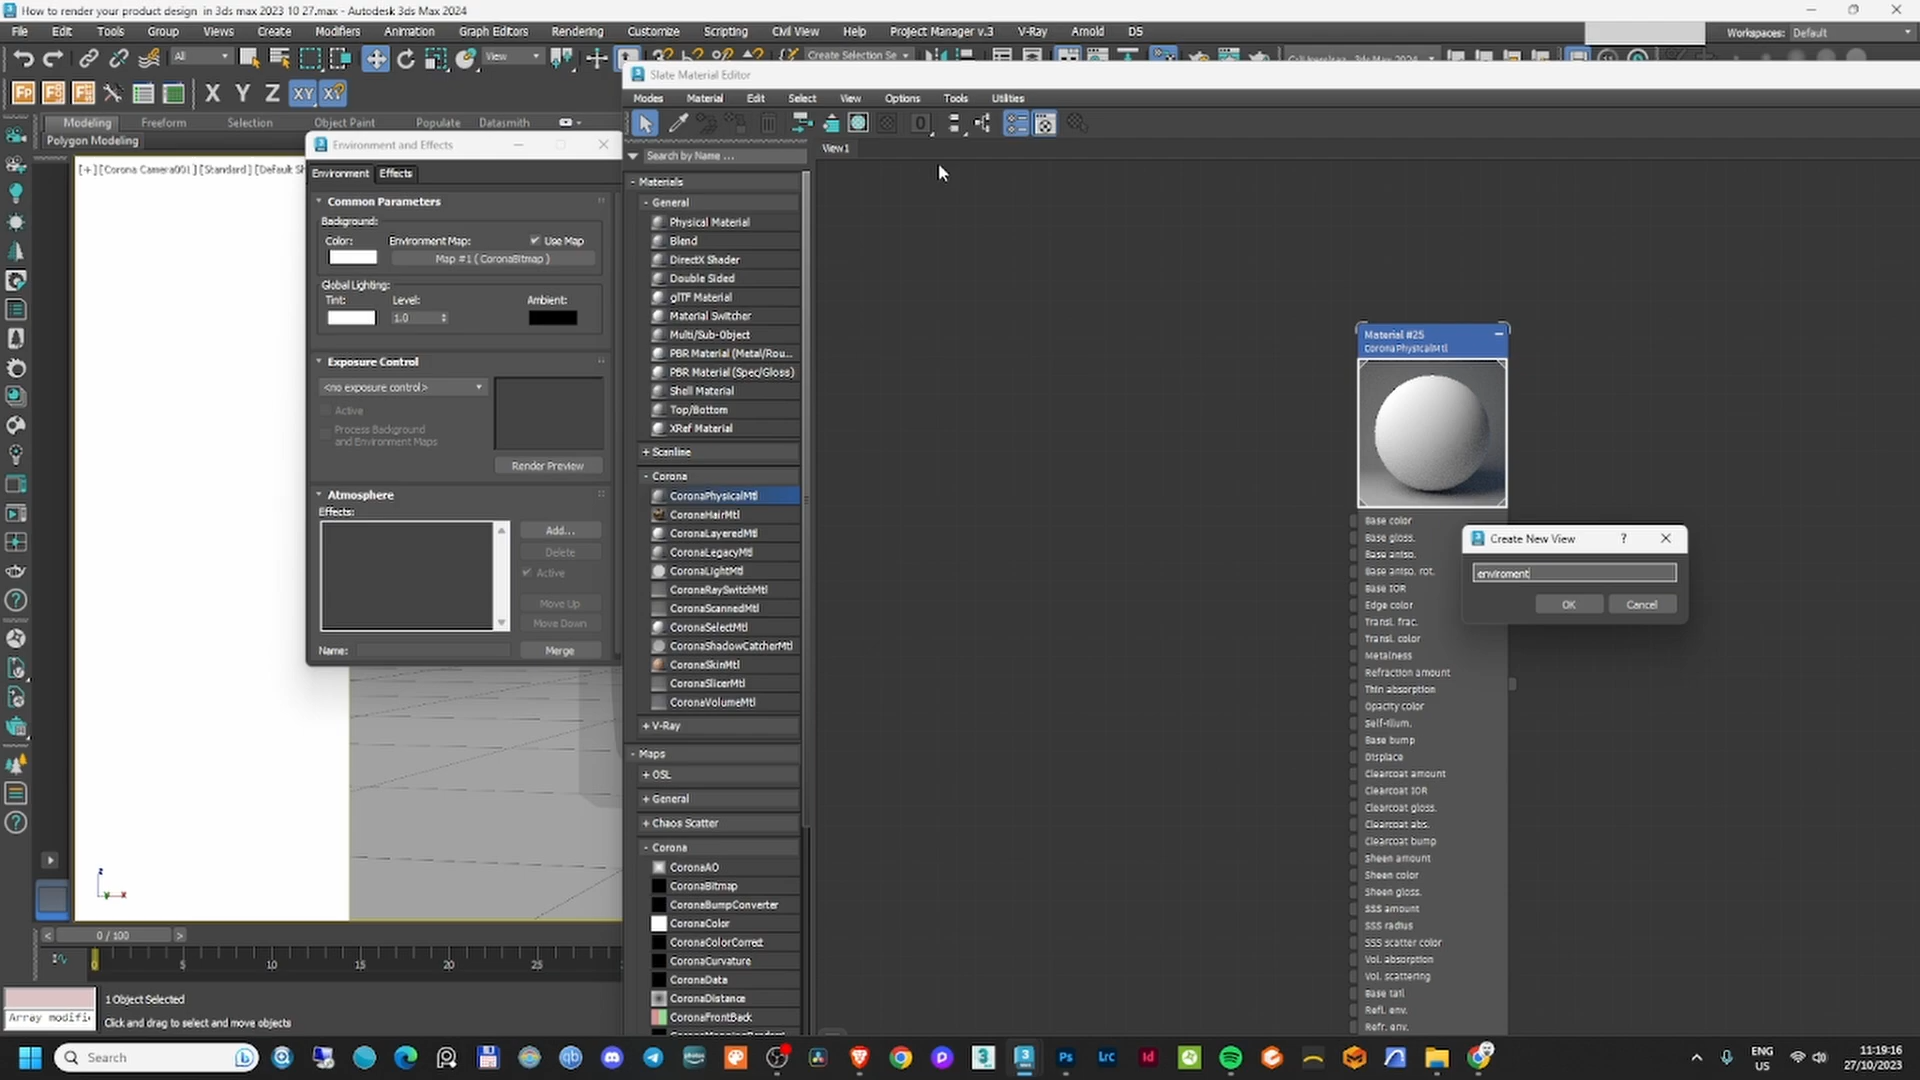 How to render your product design in 3ds max 2023 10 27.max - Autodesk 3ds Max 2024
File Edit Tools Group Views Create Modifiers Animation Graph Editors Rendering Customize Scripting Civil View Help Project Manager v.3 V-Ray Arnold D5
Workspaces: Default
All
View
Create Selection Se
Slate Material Editor
Modes Material Edit Select View Options Tools Utilities
X Y Z XY XY
Modeling Freeform Selection Object Paint Populate Datasmith
Polygon Modeling
Search by Name ...
View1
[+] [Corona Camera001] [Standard] [Default Sh
Environment and Effects
Environment Effects
Common Parameters
Background:
Color: Environment Map: Use Map
Map #1 ( CoronaBitmap )
Global Lighting:
Tint: Level: Ambient:
1.0
Exposure Control
<no exposure control>
Active
Process Background
and Environment Maps
Render Preview
Atmosphere
Effects:
Add...
Delete
Active
Move Up
Move Down
Name:
Merge
- Materials
- General
Physical Material
Blend
DirectX Shader
Double Sided
glTF Material
Material Switcher
Multi/Sub-Object
PBR Material (Metal/Rou...
PBR Material (Spec/Gloss)
Shell Material
Top/Bottom
XRef Material
+ Scanline
- Corona
CoronaPhysicalMtl
CoronaHairMtl
CoronaLayeredMtl
CoronaLegacyMtl
CoronaLightMtl
CoronaRaySwitchMtl
CoronaScannedMtl
CoronaSelectMtl
CoronaShadowCatcherMtl
CoronaSkinMtl
CoronaSlicerMtl
CoronaVolumeMtl
+ V-Ray
- Maps
+ OSL
+ General
+ Chaos Scatter
- Corona
CoronaAO
CoronaBitmap
CoronaBumpConverter
CoronaColor
CoronaColorCorrect
CoronaCurvature
CoronaData
CoronaDistance
CoronaFrontBack
Material #25
CoronaPhysicalMtl
Base color
Base gloss.
Base aniso.
Base aniso. rot.
Base IOR
Edge color
Transl. frac.
Transl. color
Metalness
Refraction amount
Thin absorption
Opacity color
Self-Illum.
Base bump
Displace
Clearcoat amount
Clearcoat IOR
Clearcoat gloss.
Clearcoat abs.
Clearcoat bump
Sheen amount
Sheen color
Sheen gloss.
SSS amount
SSS radius
SSS scatter color
Vol. absorption
Vol. scattering
Base tail
Refl. env.
Refr. env.
Create New View ?
enviroment
OK Cancel
z
y x
< 0 / 100 >
0 5 10 15 20 25
1 Object Selected
Array modifi
Click and drag to select and move objects
Search
ENG
US
11:19:16
27/10/2023